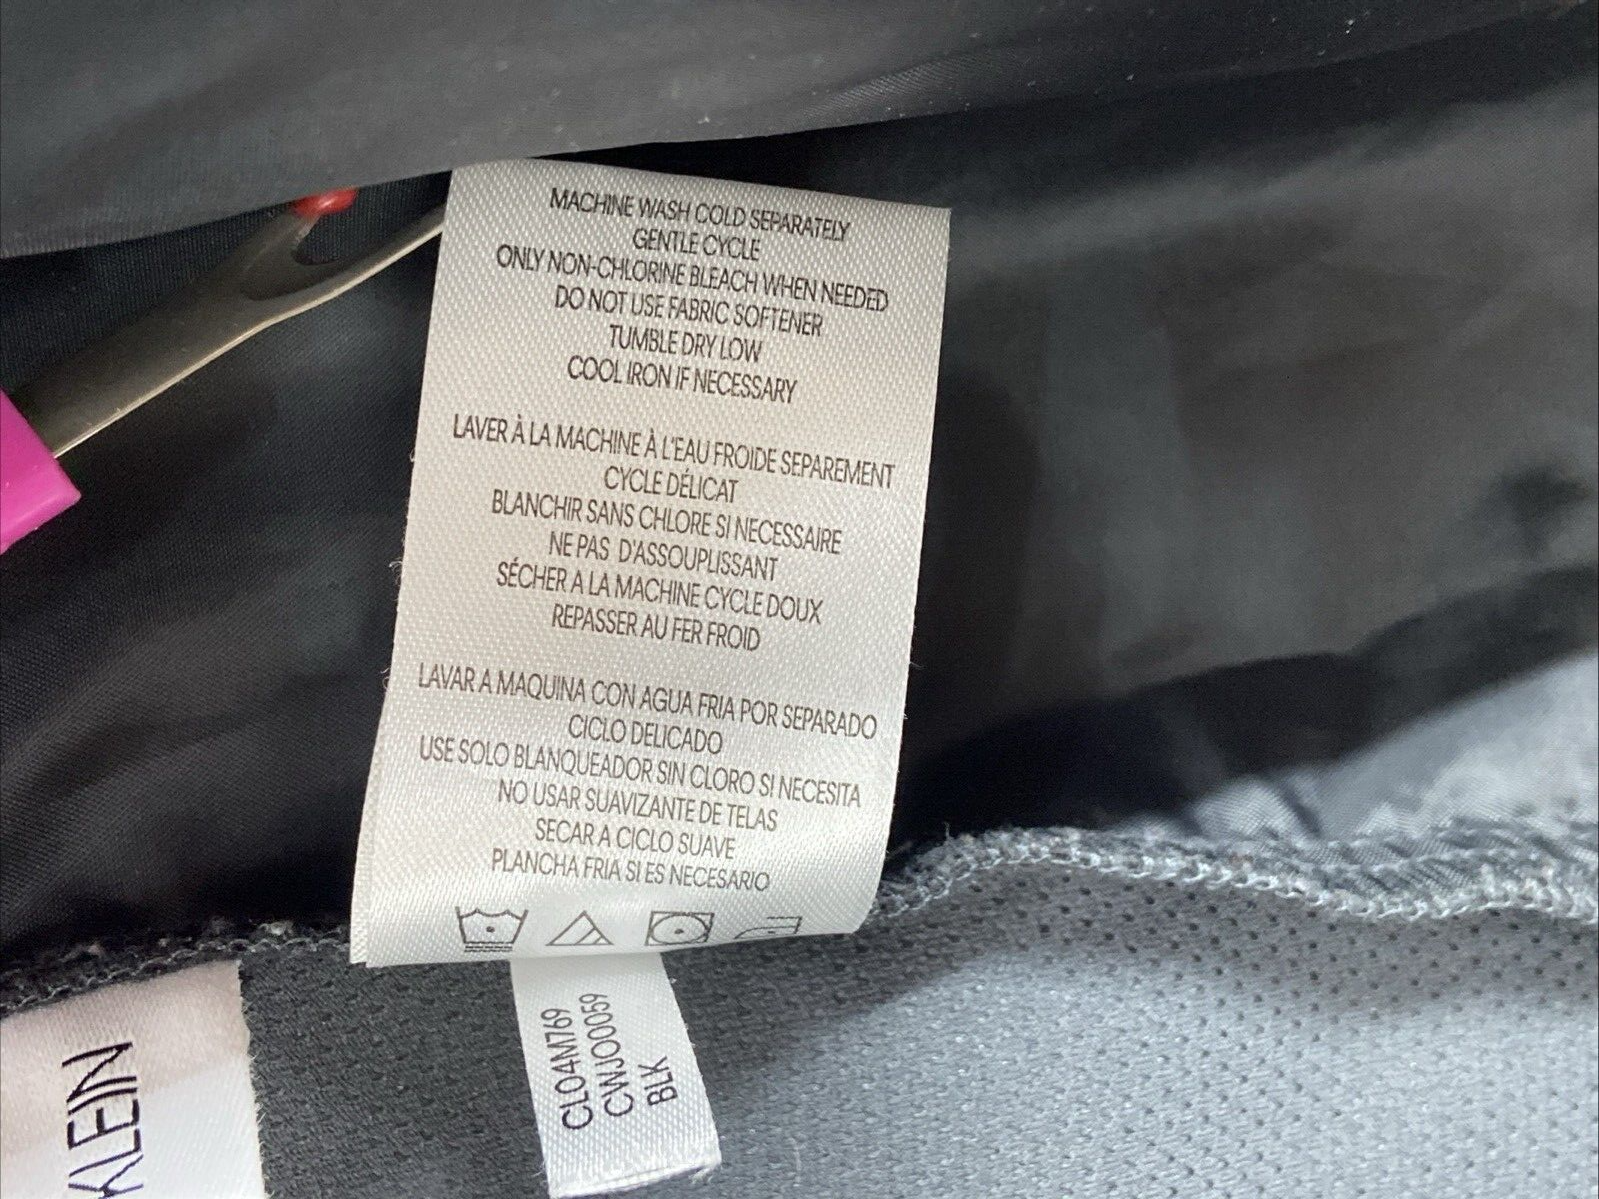 MACHINE WASH COLD SEPARATELY
GENTLE CYCLE
ONLY NON-CHLORINE BLEACH WHEN NEEDED
DO NOT USE FABRIC SOFTENER
TUMBLE DRY LOW
COOL IRON IF NECESSARY
LAVER À LA MACHINE À L'EAU FROIDE SEPAREMENT
CYCLE DÉLICAT
BLANCHIR SANS CHLORE SI NECESSAIRE
NE PAS D'ASSOUPLISSANT
SÉCHER A LA MACHINE CYCLE DOUX
REPASSER AU FER FROID
LAVAR A MAQUINA CON AGUA FRIA POR SEPARADO
CICLO DELICADO
USE SOLO BLANQUEADOR SIN CLORO SI NECESITA
NO USAR SUAVIZANTE DE TELAS
SECAR A CICLO SUAVE
PLANCHA FRIA SI ES NECESARIO
CL04M769
CWJO0059
BLK
KLEIN